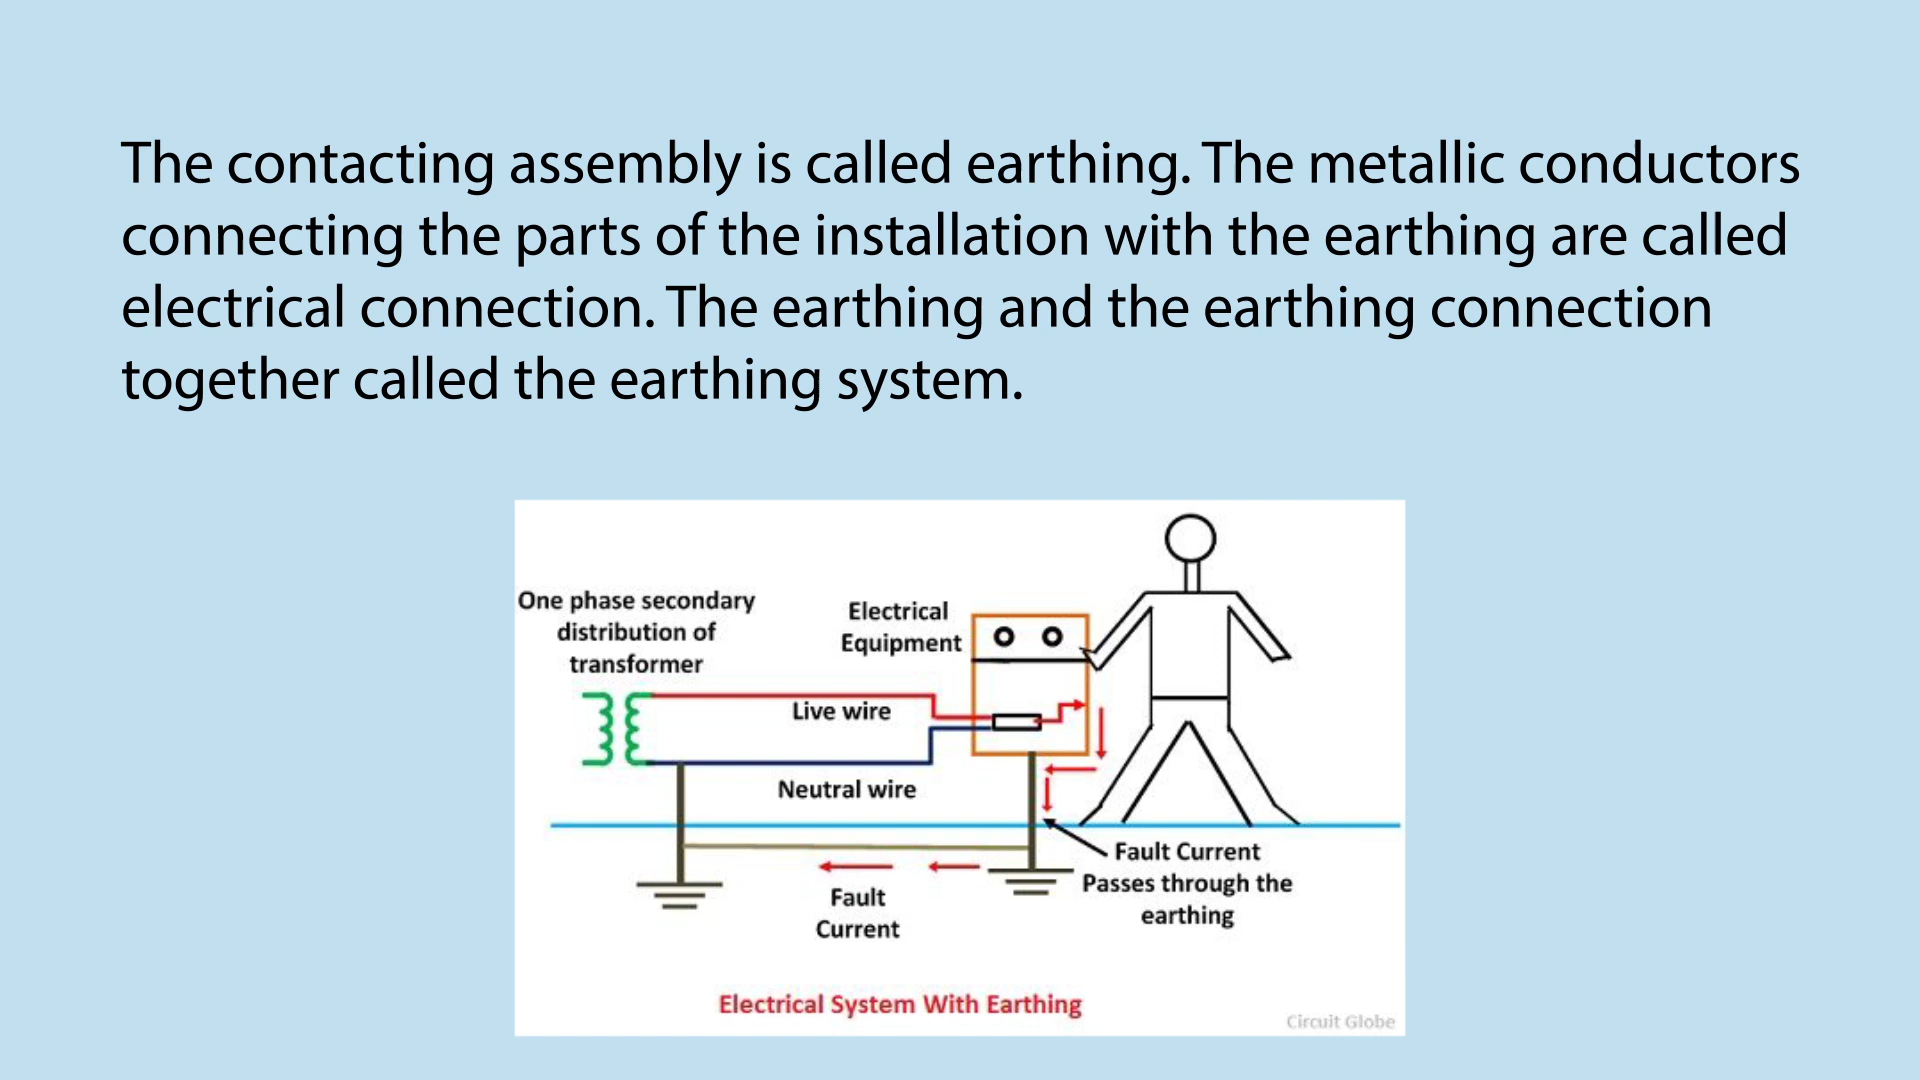 The contacting assembly is called earthing. The metallic conductors
connecting the parts of the installation with the earthing are called
electrical connection. The earthing and the earthing connection
together called the earthing system.
One phase secondary
distribution of
transformer
Electrical
Equipment
Live wire
Neutral wire
Fault Current
Passes through the
earthing
Fault
Current
Electrical System With Earthing
Circuit Globe